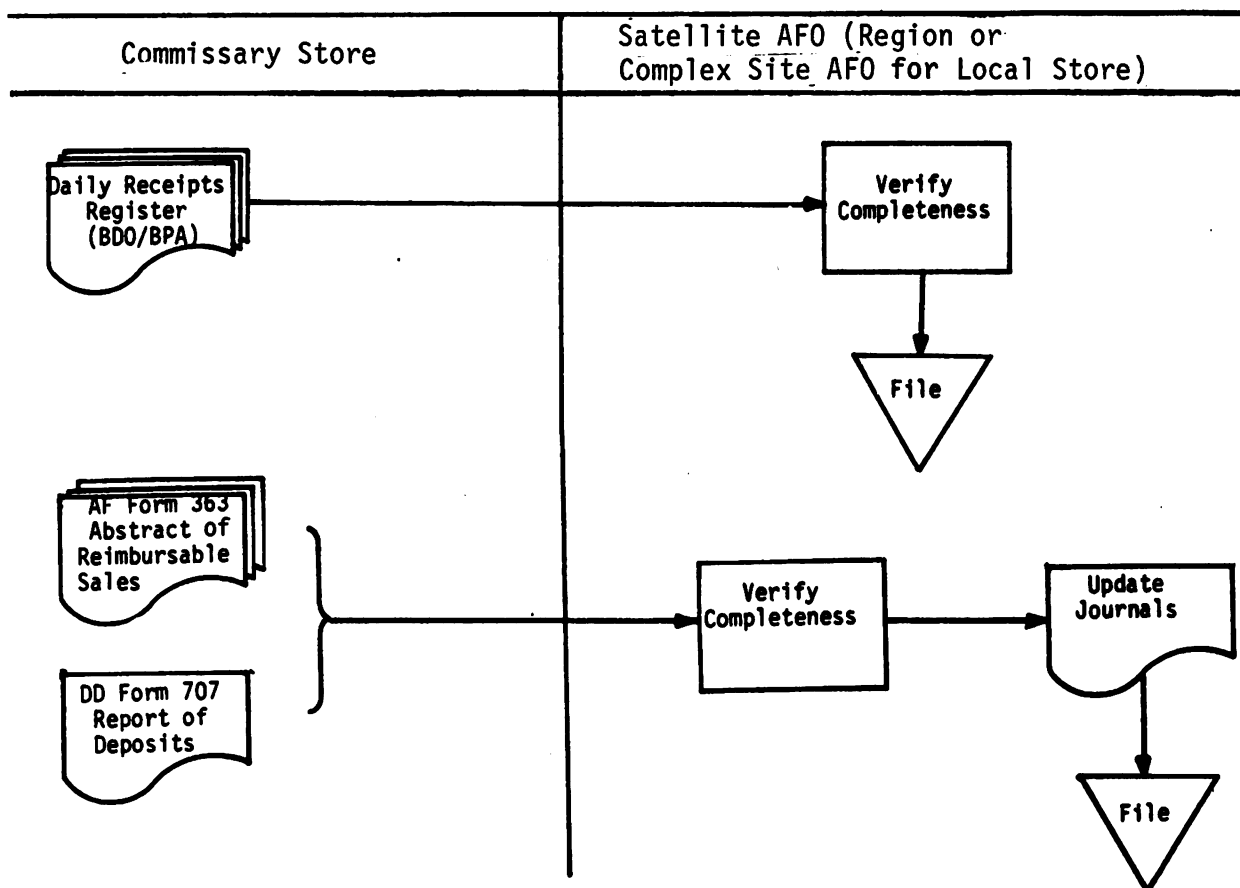 Commissary Store
Satellite AFO (Region or
Complex Site AFO for Local Store)
Daily Receipts
Register
(BDO/BPA)
Verify
Completeness
File
AF Form 363
Abstract of
Reimbursable
Sales
DD Form 707
Report of
Deposits
Verify
Completeness
Update
Journals
File